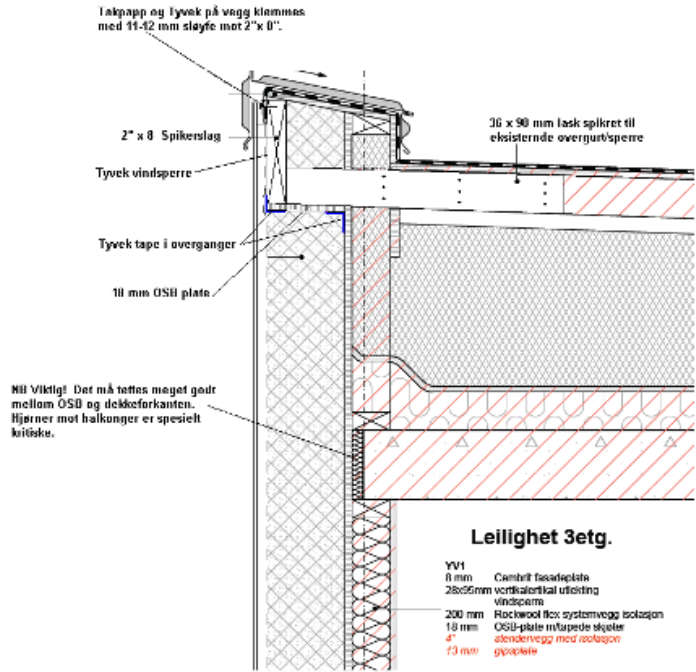 Takpapp og Tyvek på vegg klemmes
med 11-12 mm sløyfe mot 2"x 8".
2" x 8 Spikerslag
36 x 90 mm lask spikret til
eksisternde overgurt/sperre
Tyvek vindsperre
Tyvek tape i overganger
18 mm OSB plate
NB Viktig! Det må tettes meget godt
mellom OSB og dekkeforkanten.
Hjørner mot balkonger er spesielt
kritiske.
Leilighet 3etg.
YV1
8 mm Cembrit fasadeplate
28x95mm vertikalertikal utlekting
vindsperre
200 mm Rockwool flex systemvegg isolasjon
18 mm OSB-plate m/tapede skjøter
4" stendervegg med isolasjon
13 mm gipsplate